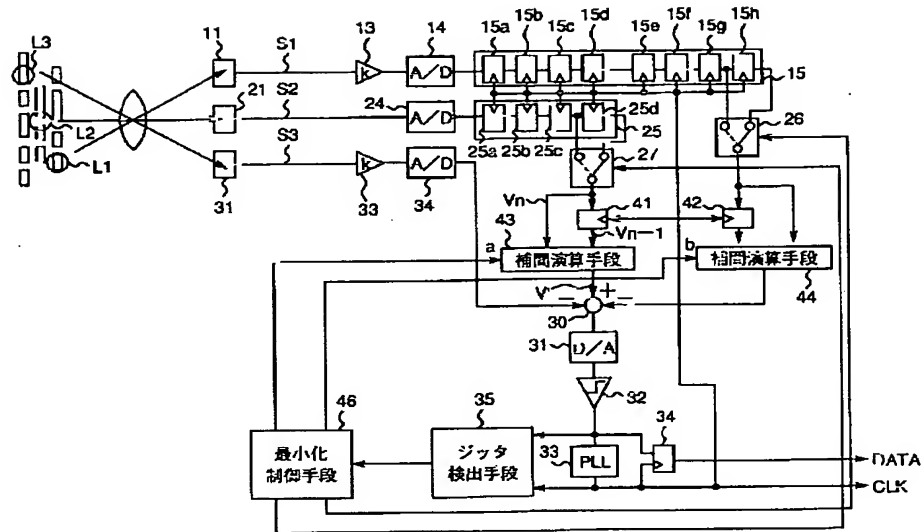 15a 15b 15c 15d 15e 15f 15g 15h
L3 11 S1 13 14 15
k A/D
21 S2 24 25d 25 26
L2 A/D
25a 25b 25c 27
L1 S3
31 k A/D
33 34
Vn 41 42
Vn-1
a 43 b
補間演算手段 補間演算手段
V' + 44
− −
30
31 D/A
32
46 35 34
最小化
制御手段
ジッタ
検出手段
33 PLL
DATA
CLK